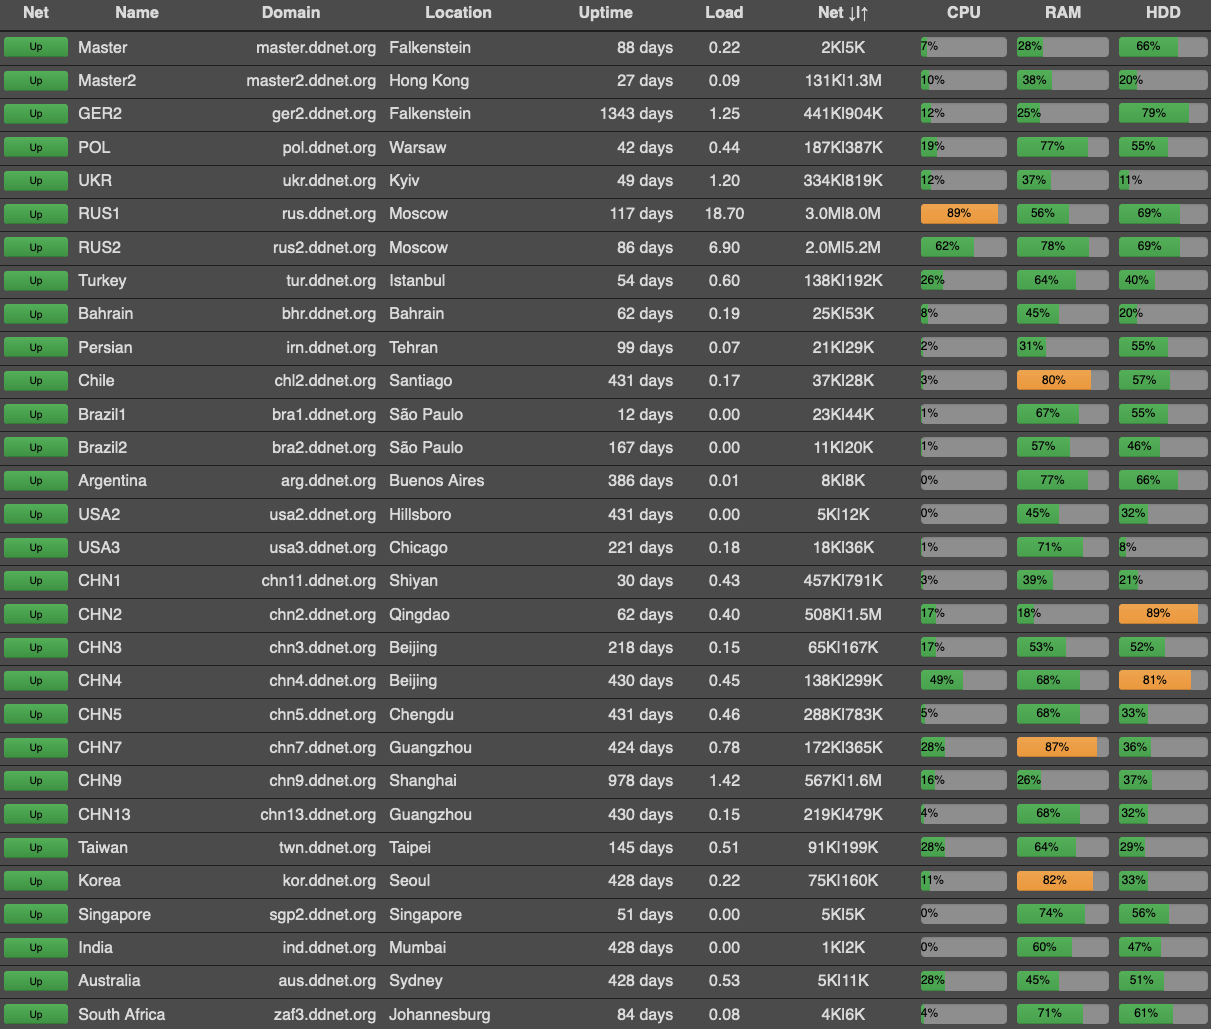 Net Name Domain Location Uptime Load Net ↓|↑ CPU RAM HDD
Up Master master.ddnet.org Falkenstein 88 days 0.22 2K|5K 7% 28% 66%
Up Master2 master2.ddnet.org Hong Kong 27 days 0.09 131K|1.3M 10% 38% 20%
Up GER2 ger2.ddnet.org Falkenstein 1343 days 1.25 441K|904K 12% 25% 79%
Up POL pol.ddnet.org Warsaw 42 days 0.44 187K|387K 19% 77% 55%
Up UKR ukr.ddnet.org Kyiv 49 days 1.20 334K|819K 12% 37% 11%
Up RUS1 rus.ddnet.org Moscow 117 days 18.70 3.0M|8.0M 89% 56% 69%
Up RUS2 rus2.ddnet.org Moscow 86 days 6.90 2.0M|5.2M 62% 78% 69%
Up Turkey tur.ddnet.org Istanbul 54 days 0.60 138K|192K 26% 64% 40%
Up Bahrain bhr.ddnet.org Bahrain 62 days 0.19 25K|53K 8% 45% 20%
Up Persian irn.ddnet.org Tehran 99 days 0.07 21K|29K 2% 31% 55%
Up Chile chl2.ddnet.org Santiago 431 days 0.17 37K|28K 3% 80% 57%
Up Brazil1 bra1.ddnet.org São Paulo 12 days 0.00 23K|44K 1% 67% 55%
Up Brazil2 bra2.ddnet.org São Paulo 167 days 0.00 11K|20K 1% 57% 46%
Up Argentina arg.ddnet.org Buenos Aires 386 days 0.01 8K|8K 0% 77% 66%
Up USA2 usa2.ddnet.org Hillsboro 431 days 0.00 5K|12K 0% 45% 32%
Up USA3 usa3.ddnet.org Chicago 221 days 0.18 18K|36K 1% 71% 8%
Up CHN1 chn11.ddnet.org Shiyan 30 days 0.43 457K|791K 3% 39% 21%
Up CHN2 chn2.ddnet.org Qingdao 62 days 0.40 508K|1.5M 17% 18% 89%
Up CHN3 chn3.ddnet.org Beijing 218 days 0.15 65K|167K 17% 53% 52%
Up CHN4 chn4.ddnet.org Beijing 430 days 0.45 138K|299K 49% 68% 81%
Up CHN5 chn5.ddnet.org Chengdu 431 days 0.46 288K|783K 5% 68% 33%
Up CHN7 chn7.ddnet.org Guangzhou 424 days 0.78 172K|365K 28% 87% 36%
Up CHN9 chn9.ddnet.org Shanghai 978 days 1.42 567K|1.6M 16% 26% 37%
Up CHN13 chn13.ddnet.org Guangzhou 430 days 0.15 219K|479K 4% 68% 32%
Up Taiwan twn.ddnet.org Taipei 145 days 0.51 91K|199K 28% 64% 29%
Up Korea kor.ddnet.org Seoul 428 days 0.22 75K|160K 11% 82% 33%
Up Singapore sgp2.ddnet.org Singapore 51 days 0.00 5K|5K 0% 74% 56%
Up India ind.ddnet.org Mumbai 428 days 0.00 1K|2K 0% 60% 47%
Up Australia aus.ddnet.org Sydney 428 days 0.53 5K|11K 28% 45% 51%
Up South Africa zaf3.ddnet.org Johannesburg 84 days 0.08 4K|6K 4% 71% 61%